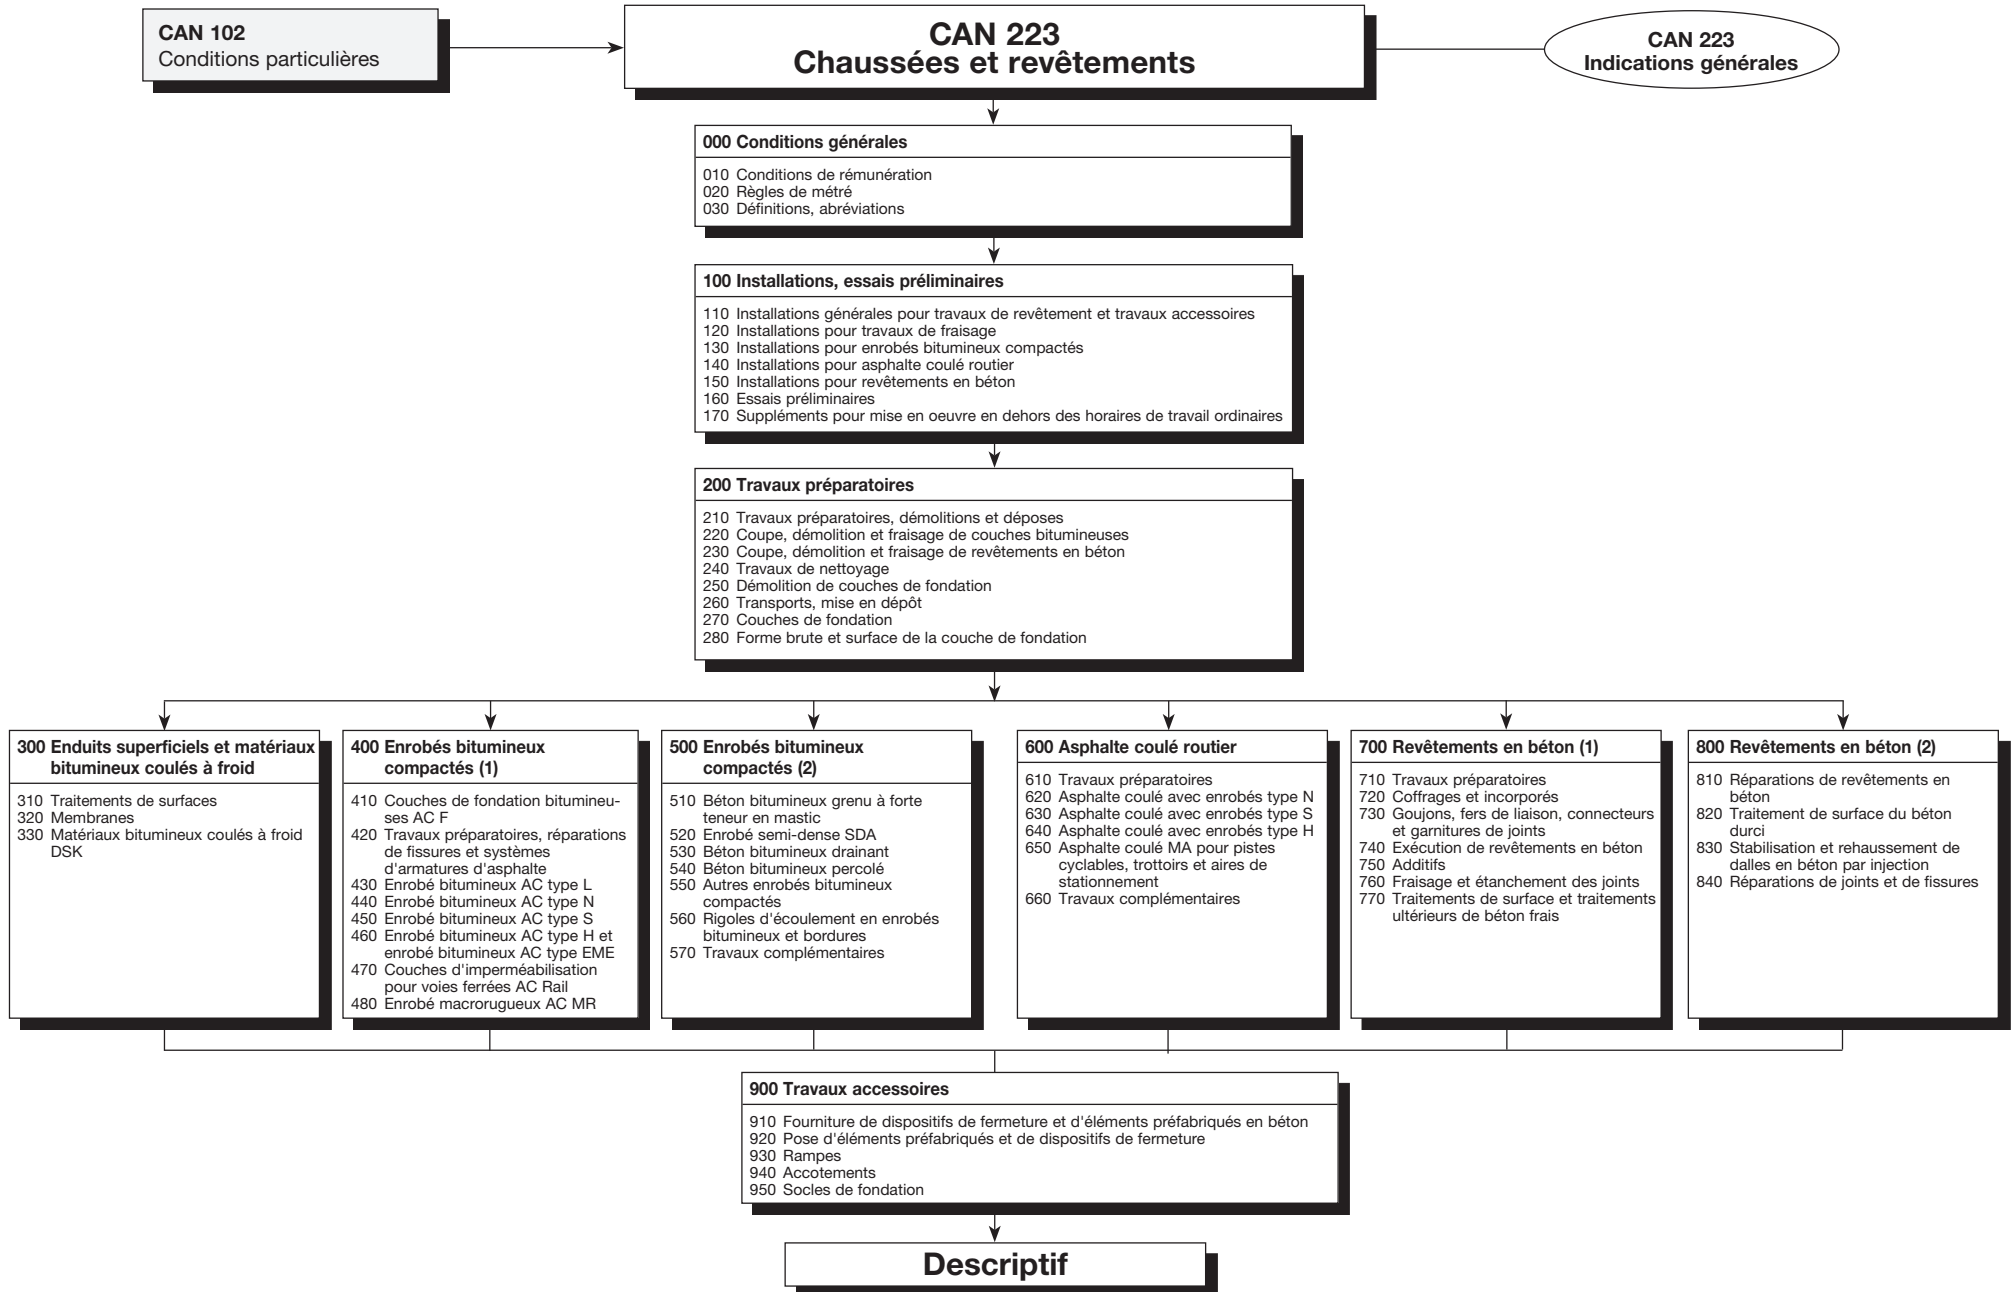 CAN 102
Conditions particulières
CAN 223
Chaussées et revêtements
CAN 223
Indications générales
000 Conditions générales
010 Conditions de rémunération
020 Règles de métré
030 Définitions, abréviations
100 Installations, essais préliminaires
110 Installations générales pour travaux de revêtement et travaux accessoires
120 Installations pour travaux de fraisage
130 Installations pour enrobés bitumineux compactés
140 Installations pour asphalte coulé routier
150 Installations pour revêtements en béton
160 Essais préliminaires
170 Suppléments pour mise en oeuvre en dehors des horaires de travail ordinaires
200 Travaux préparatoires
210 Travaux préparatoires, démolitions et déposes
220 Coupe, démolition et fraisage de couches bitumineuses
230 Coupe, démolition et fraisage de revêtements en béton
240 Travaux de nettoyage
250 Démolition de couches de fondation
260 Transports, mise en dépôt
270 Couches de fondation
280 Forme brute et surface de la couche de fondation
300 Enduits superficiels et matériaux
bitumineux coulés à froid
310 Traitements de surfaces
320 Membranes
330 Matériaux bitumineux coulés à froid
DSK
400 Enrobés bitumineux
compactés (1)
410 Couches de fondation bitumineu-
ses AC F
420 Travaux préparatoires, réparations
de fissures et systèmes
d'armatures d'asphalte
430 Enrobé bitumineux AC type L
440 Enrobé bitumineux AC type N
450 Enrobé bitumineux AC type S
460 Enrobé bitumineux AC type H et
enrobé bitumineux AC type EME
470 Couches d'imperméabilisation
pour voies ferrées AC Rail
480 Enrobé macrorugueux AC MR
500 Enrobés bitumineux
compactés (2)
510 Béton bitumineux grenu à forte
teneur en mastic
520 Enrobé semi-dense SDA
530 Béton bitumineux drainant
540 Béton bitumineux percolé
550 Autres enrobés bitumineux
compactés
560 Rigoles d'écoulement en enrobés
bitumineux et bordures
570 Travaux complémentaires
600 Asphalte coulé routier
610 Travaux préparatoires
620 Asphalte coulé avec enrobés type N
630 Asphalte coulé avec enrobés type S
640 Asphalte coulé avec enrobés type H
650 Asphalte coulé MA pour pistes
cyclables, trottoirs et aires de
stationnement
660 Travaux complémentaires
700 Revêtements en béton (1)
710 Travaux préparatoires
720 Coffrages et incorporés
730 Goujons, fers de liaison, connecteurs
et garnitures de joints
740 Exécution de revêtements en béton
750 Additifs
760 Fraisage et étanchement des joints
770 Traitements de surface et traitements
ultérieurs de béton frais
800 Revêtements en béton (2)
810 Réparations de revêtements en
béton
820 Traitement de surface du béton
durci
830 Stabilisation et rehaussement de
dalles en béton par injection
840 Réparations de joints et de fissures
900 Travaux accessoires
910 Fourniture de dispositifs de fermeture et d'éléments préfabriqués en béton
920 Pose d'éléments préfabriqués et de dispositifs de fermeture
930 Rampes
940 Accotements
950 Socles de fondation
Descriptif